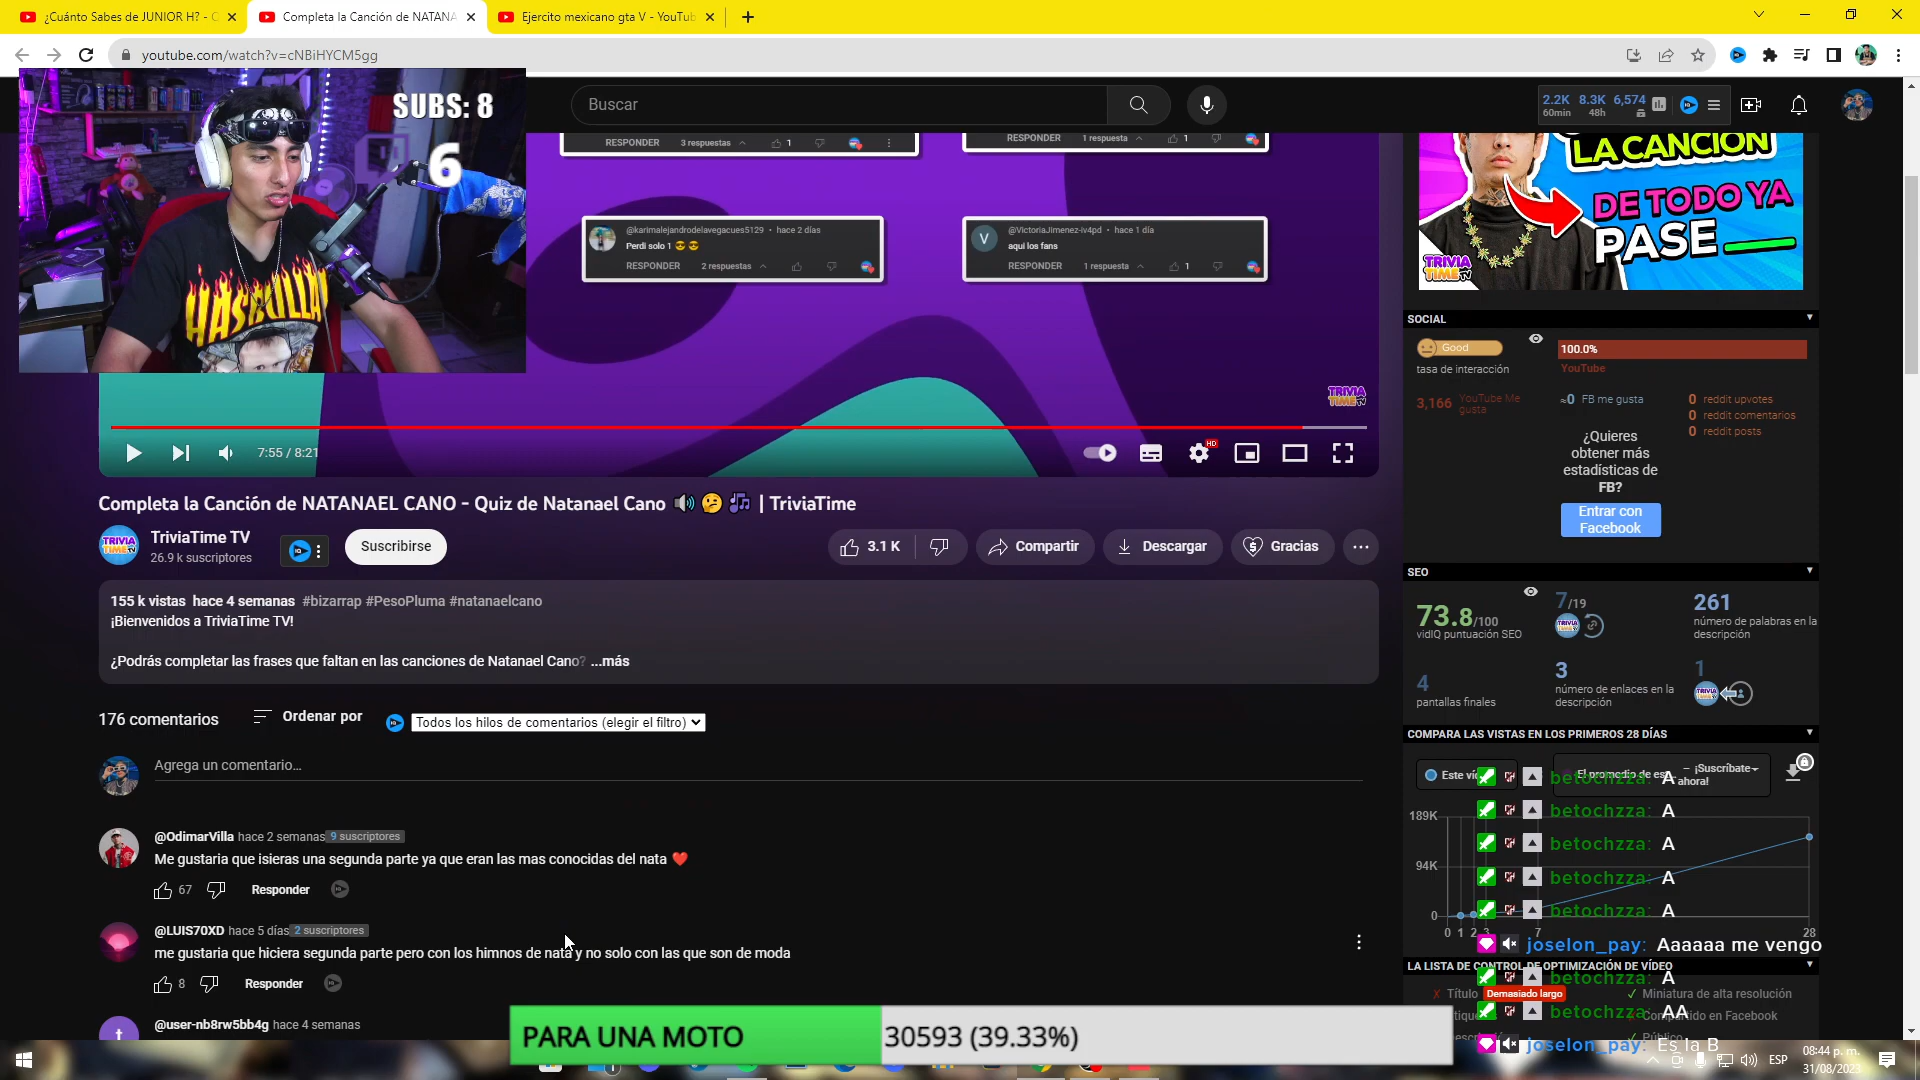 ¿Cuánto Sabes de JUNIOR H? - C
Completa la Canción de NATANA
Ejercito mexicano gta V - YouTub
youtube.com/watch?v=cNBiHYCM5gg
SUBS: 8
6
HASBULLA
Buscar
2.2K 8.3K 6,574
60min 48h
RESPONDER 3 respuestas 1
RESPONDER 1 respuesta 1
@karimalejandrodelavegacues5129 • hace 2 días
Perdi solo 1 😎 😎
RESPONDER 2 respuestas
V
@VictoriaJimenez-iv4pd • hace 1 día
aqui los fans
RESPONDER 1 respuesta 1
TRIVIA
TIME TV
7:55 / 8:21
HD
Completa la Canción de NATANAEL CANO - Quiz de Natanael Cano 🔊 🤔 🎶 | TriviaTime
TriviaTime TV
26.9 k suscriptores
Suscribirse
3.1 K
Compartir
Descargar
Gracias
155 k vistas hace 4 semanas #bizarrap #PesoPluma #natanaelcano
¡Bienvenidos a TriviaTime TV!
¿Podrás completar las frases que faltan en las canciones de Natanael Cano? ...más
176 comentarios
Ordenar por
Todos los hilos de comentarios (elegir el filtro)
Agrega un comentario...
@OdimarVilla hace 2 semanas 9 suscriptores
Me gustaria que isieras una segunda parte ya que eran las mas conocidas del nata ❤️
67 Responder
@LUIS70XD hace 5 días 2 suscriptores
me gustaria que hiciera segunda parte pero con los himnos de nata y no solo con las que son de moda
8 Responder
@user-nb8rw5bb4g hace 4 semanas
PARA UNA MOTO 30593 (39.33%)
LA CANCIÓN
DE TODO YA
PASE
TRIVIA
TIME TV
SOCIAL
Good
tasa de interacción
100.0%
YouTube
3,166 YouTube Me gusta
≈0 FB me gusta
0 reddit upvotes
0 reddit comentarios
0 reddit posts
¿Quieres
obtener más
estadísticas de
FB?
Entrar con
Facebook
SEO
73.8/100
vidIQ puntuación SEO
7/19
261
número de palabras en la
descripción
4
pantallas finales
3
número de enlaces en la
descripción
1
COMPARA LAS VISTAS EN LOS PRIMEROS 28 DÍAS
El promedio de es
– ¡Suscríbate
ahora!
betochzza: A
189K
betochzza: A
betochzza: A
94K
betochzza: A
betochzza: A
0
0 1 2 3 7 28
joselon_pay: Aaaaaa me vengo
LA LISTA DE CONTROL DE OPTIMIZACIÓN DE VÍDEO
betochzza: A
Título Demasiado largo
Miniatura de alta resolución
betochzza: AA
Compartido en Facebook
Público
joselon_pay: Es la B
ESP
08:44 p. m.
31/08/2023